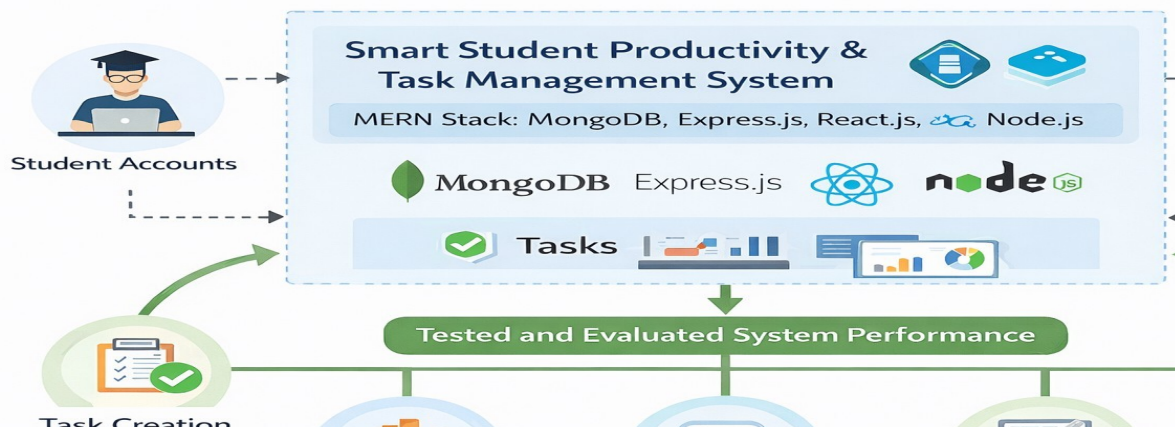 Smart Student Productivity &
Task Management System
MERN Stack: MongoDB, Express.js, React.js, Node.js
Student Accounts
MongoDB Express.js node JS
Tasks
Tested and Evaluated System Performance
Task Creation